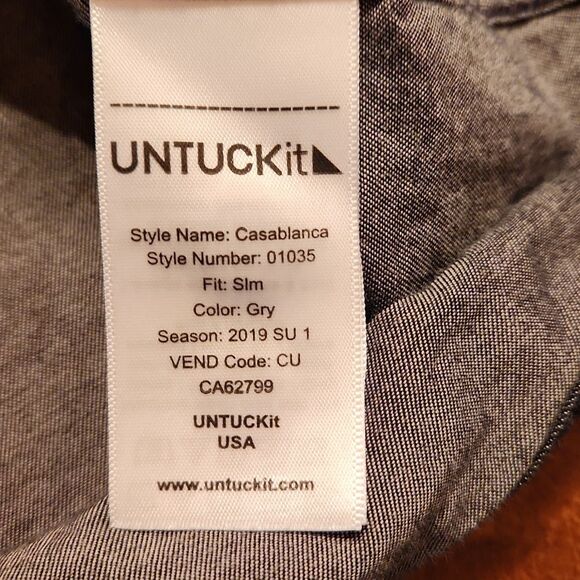 UNTUCKit
Style Name: Casablanca
Style Number: 01035
Fit: Slm
Color: Gry
Season: 2019 SU 1
VEND Code: CU
CA62799
UNTUCKit
USA
www.untuckit.com